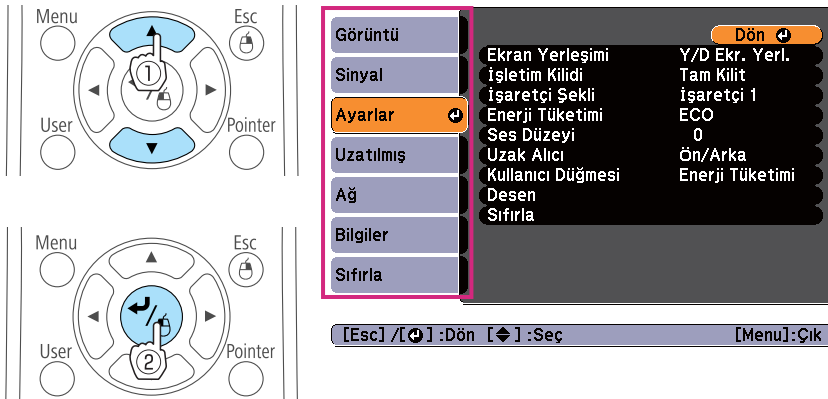 Menu
Esc
1
User
Pointer
Menu
Esc
User
Pointer
2
Görüntü
Sinyal
Ayarlar
Uzatılmış
Ağ
Bilgiler
Sıfırla
Dön
Ekran Yerleşimi Y/D Ekr. Yerl.
İşletim Kilidi Tam Kilit
İşaretçi Şekli İşaretçi 1
Enerji Tüketimi ECO
Ses Düzeyi 0
Uzak Alıcı Ön/Arka
Kullanıcı Düğmesi Enerji Tüketimi
Desen
Sıfırla
[Esc] /[⏎] :Dön [◆] :Seç [Menu]:Çık